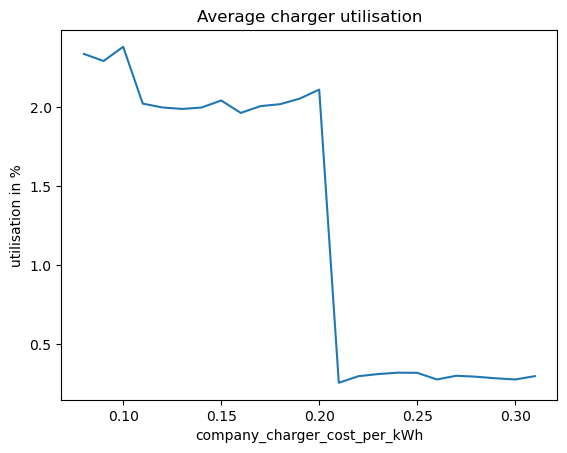 Average charger utilisation
utilisation in %
2.0
1.5
1.0
0.5
0.10 0.15 0.20 0.25 0.30
company_charger_cost_per_kWh